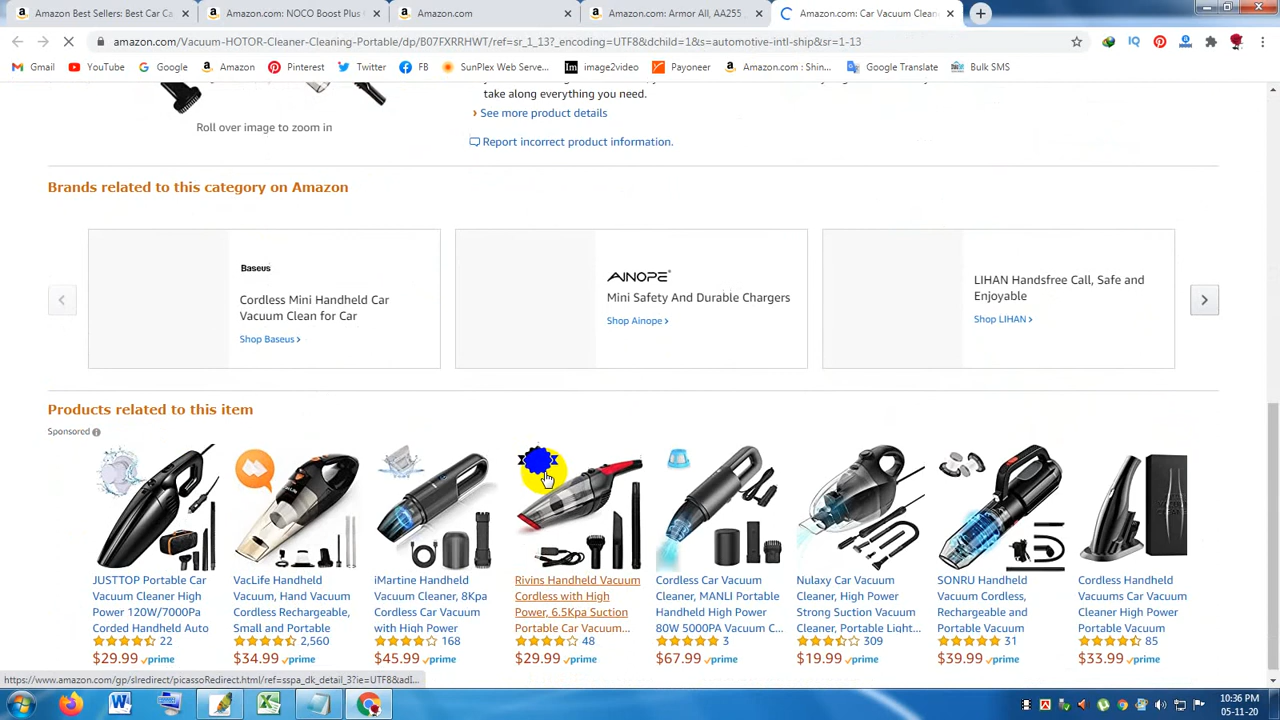 Amazon Best Sellers: Best Car Ca
Amazon.com: NOCO Boost Plus
Amazon.com
Amazon.com: Armor All, AA255
Amazon.com: Car Vacuum Clean
amazon.com/Vacuum-HOTOR-Cleaner-Cleaning-Portable/dp/B07FXRRHWT/ref=sr_1_13?_encoding=UTF8&dchild=1&s=automotive-intl-ship&sr=1-13
Gmail YouTube Google Amazon Pinterest Twitter FB SunPlex Web Serve... image2video Payoneer Amazon.com : Shin... Google Translate Bulk SMS
take along everything you need.
Roll over image to zoom in
› See more product details
Report incorrect product information.
Brands related to this category on Amazon
Baseus
Cordless Mini Handheld Car
Vacuum Clean for Car
Shop Baseus ›
AINOPE
Mini Safety And Durable Chargers
Shop Ainope ›
LIHAN Handsfree Call, Safe and
Enjoyable
Shop LIHAN ›
Products related to this item
Sponsored
JUSTTOP Portable Car
Vacuum Cleaner High
Power 120W/7000Pa
Corded Handheld Auto
22
$29.99 prime
VacLife Handheld
Vacuum, Hand Vacuum
Cordless Rechargeable,
Small and Portable
2,560
$34.99 prime
iMartine Handheld
Vacuum Cleaner, 8Kpa
Cordless Car Vacuum
with High Power
168
$45.99 prime
Rivins Handheld Vacuum
Cordless with High
Power, 6.5Kpa Suction
Portable Car Vacuum...
48
$29.99 prime
Cordless Car Vacuum
Cleaner, MANLI Portable
Handheld High Power
80W 5000PA Vacuum C...
3
$67.99 prime
Nulaxy Car Vacuum
Cleaner, High Power
Strong Suction Vacuum
Cleaner, Portable Light...
309
$19.99 prime
SONRU Handheld
Vacuum Cordless,
Rechargeable and
Portable Vacuum
31
$39.99 prime
Cordless Handheld
Vacuums Car Vacuum
Cleaner High Power
Portable Vacuum
85
$33.99 prime
https://www.amazon.com/gp/slredirect/picassoRedirect.html/ref=sspa_dk_detail_3?ie=UTF8&adI...
10:36 PM
05-11-20